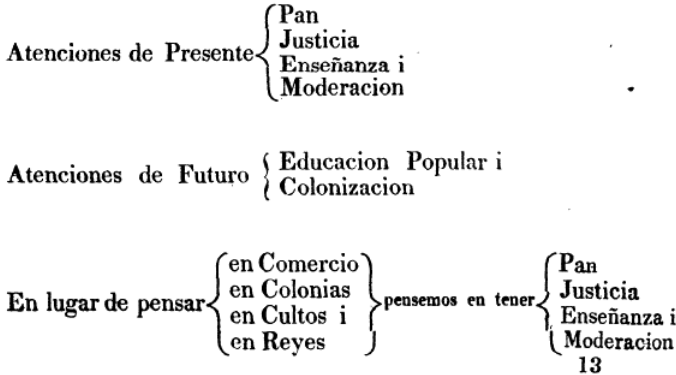 Pan
Justicia
Atenciones de Presente
Enseñanza i
Moderacion
Educacion Popular i
Atenciones de Futuro
Colonizacion
en Comercio
Pan
en Colonias
Justicia
En lugar de pensar
pensemos en tener
en Cultos i
Enseñanza i
en Reyes
Moderacion
13